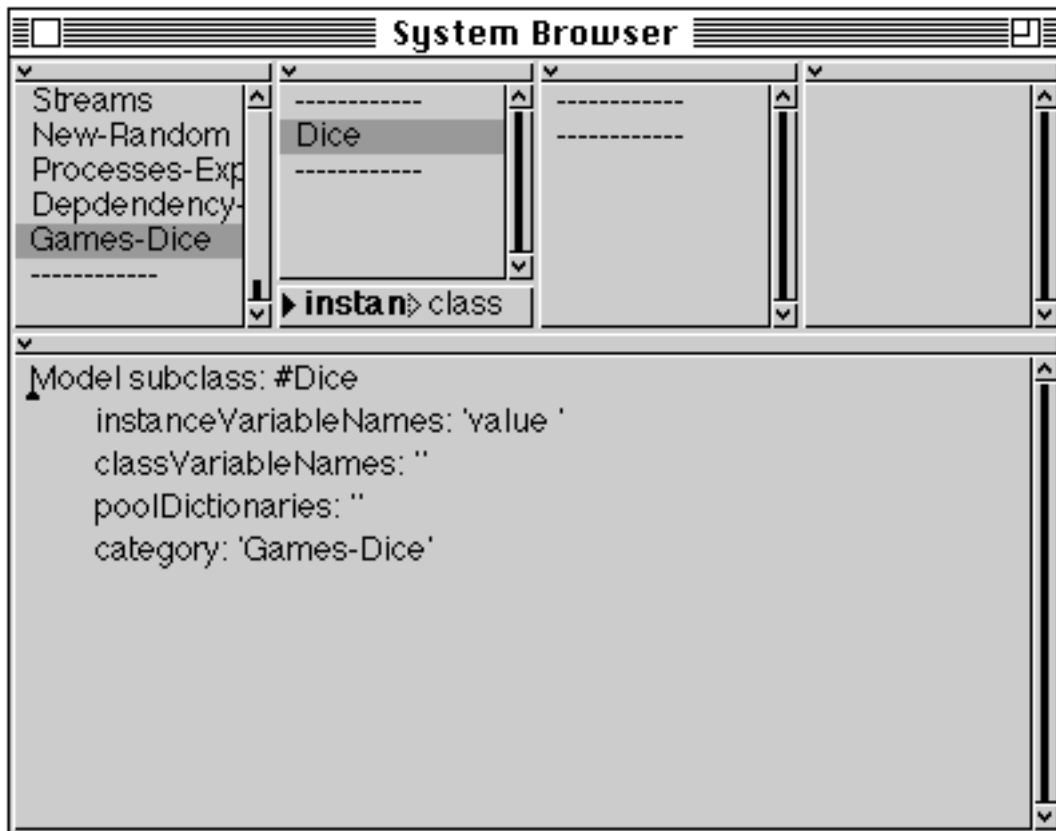 System Browser
Streams
New-Random
Processes-Exp
Depdendency-
Games-Dice
------------
------------
Dice
------------
instan class
------------
------------
Model subclass: #Dice
instanceVariableNames: 'value '
classVariableNames: ''
poolDictionaries: ''
category: 'Games-Dice'